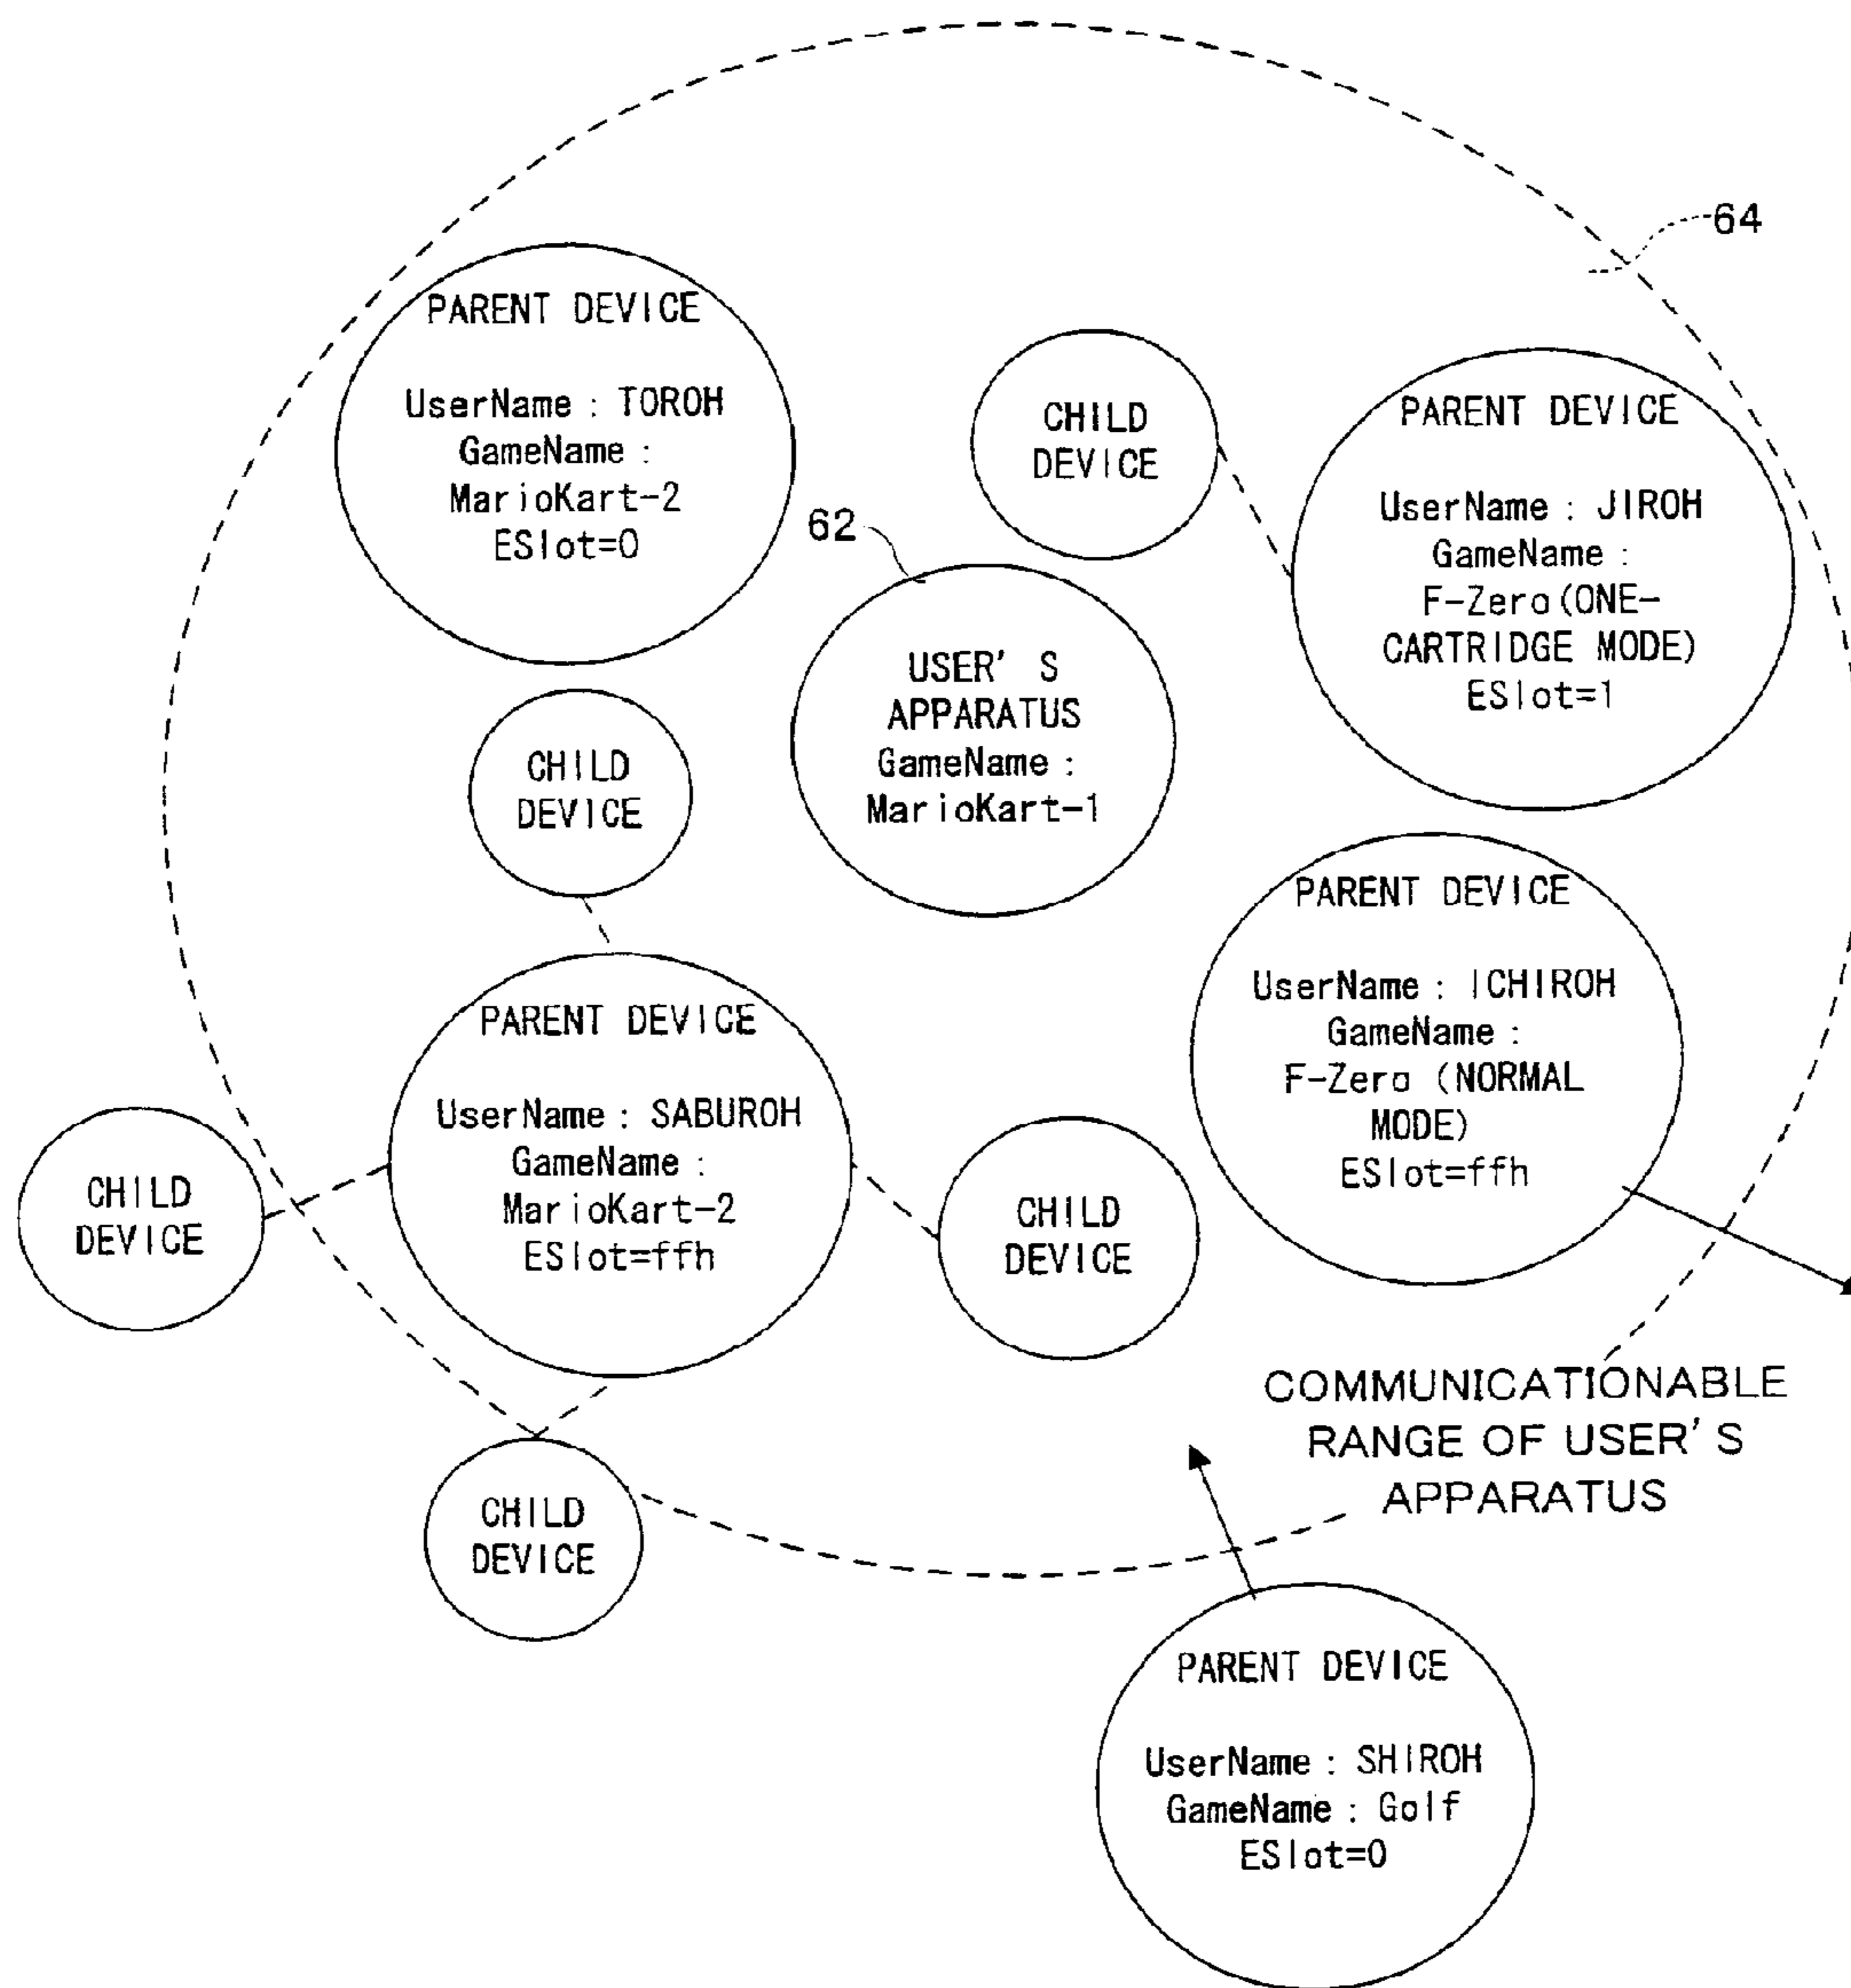 64
PARENT DEVICE
UserName : TOROH
GameName :
MarioKart-2
ESlot=0
CHILD
DEVICE
PARENT DEVICE
UserName : JIROH
GameName :
F-Zero(ONE-
CARTRIDGE MODE)
ESlot=1
62
USER'S
APPARATUS
GameName :
MarioKart-1
CHILD
DEVICE
PARENT DEVICE
UserName : ICHIROH
GameName :
F-Zero (NORMAL
MODE)
ESlot=ffh
PARENT DEVICE
UserName : SABUROH
GameName :
MarioKart-2
ESlot=ffh
CHILD
DEVICE
CHILD
DEVICE
COMMUNICATIONABLE
RANGE OF USER'S
APPARATUS
CHILD
DEVICE
PARENT DEVICE
UserName : SHIROH
GameName : Golf
ESlot=0